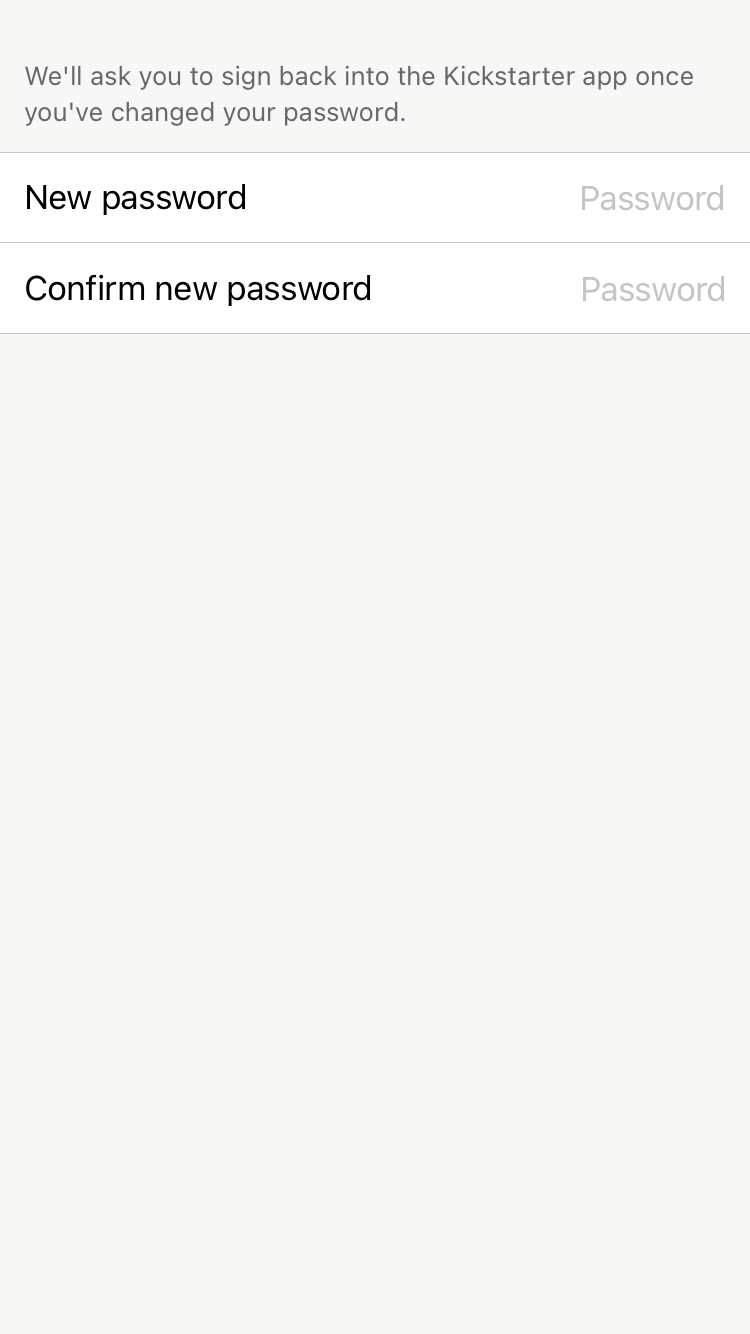 We'll ask you to sign back into the Kickstarter app once
you've changed your password.
New password Password
Confirm new password Password